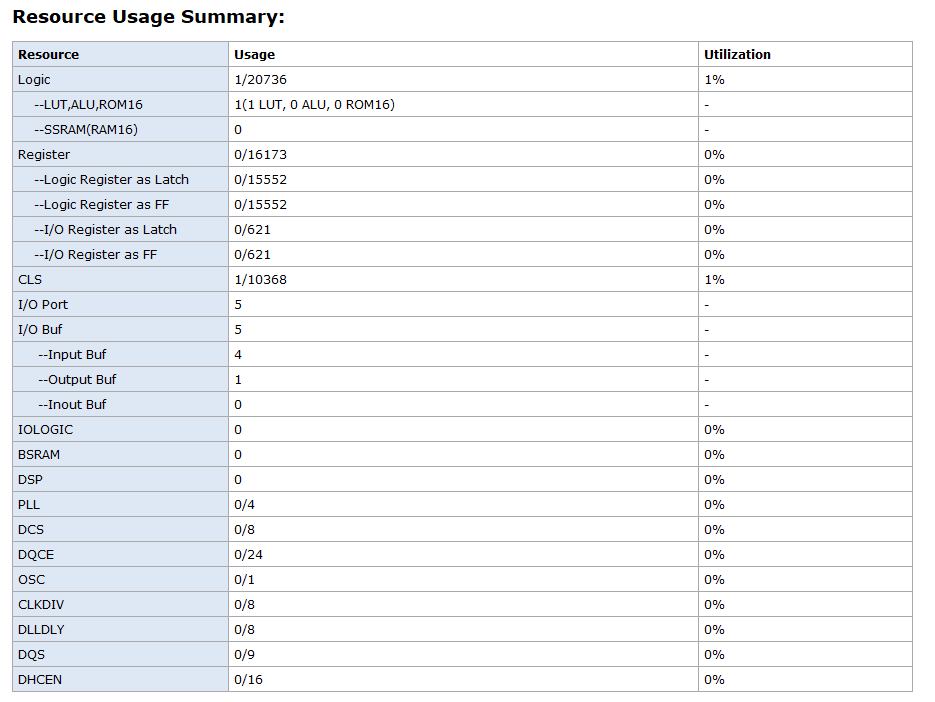 Resource Usage Summary:
Resource Usage Utilization
Logic 1/20736 1%
--LUT,ALU,ROM16 1(1 LUT, 0 ALU, 0 ROM16) -
--SSRAM(RAM16) 0 -
Register 0/16173 0%
--Logic Register as Latch 0/15552 0%
--Logic Register as FF 0/15552 0%
--I/O Register as Latch 0/621 0%
--I/O Register as FF 0/621 0%
CLS 1/10368 1%
I/O Port 5 -
I/O Buf 5 -
--Input Buf 4 -
--Output Buf 1 -
--Inout Buf 0 -
IOLOGIC 0 0%
BSRAM 0 0%
DSP 0 0%
PLL 0/4 0%
DCS 0/8 0%
DQCE 0/24 0%
OSC 0/1 0%
CLKDIV 0/8 0%
DLLDLY 0/8 0%
DQS 0/9 0%
DHCEN 0/16 0%